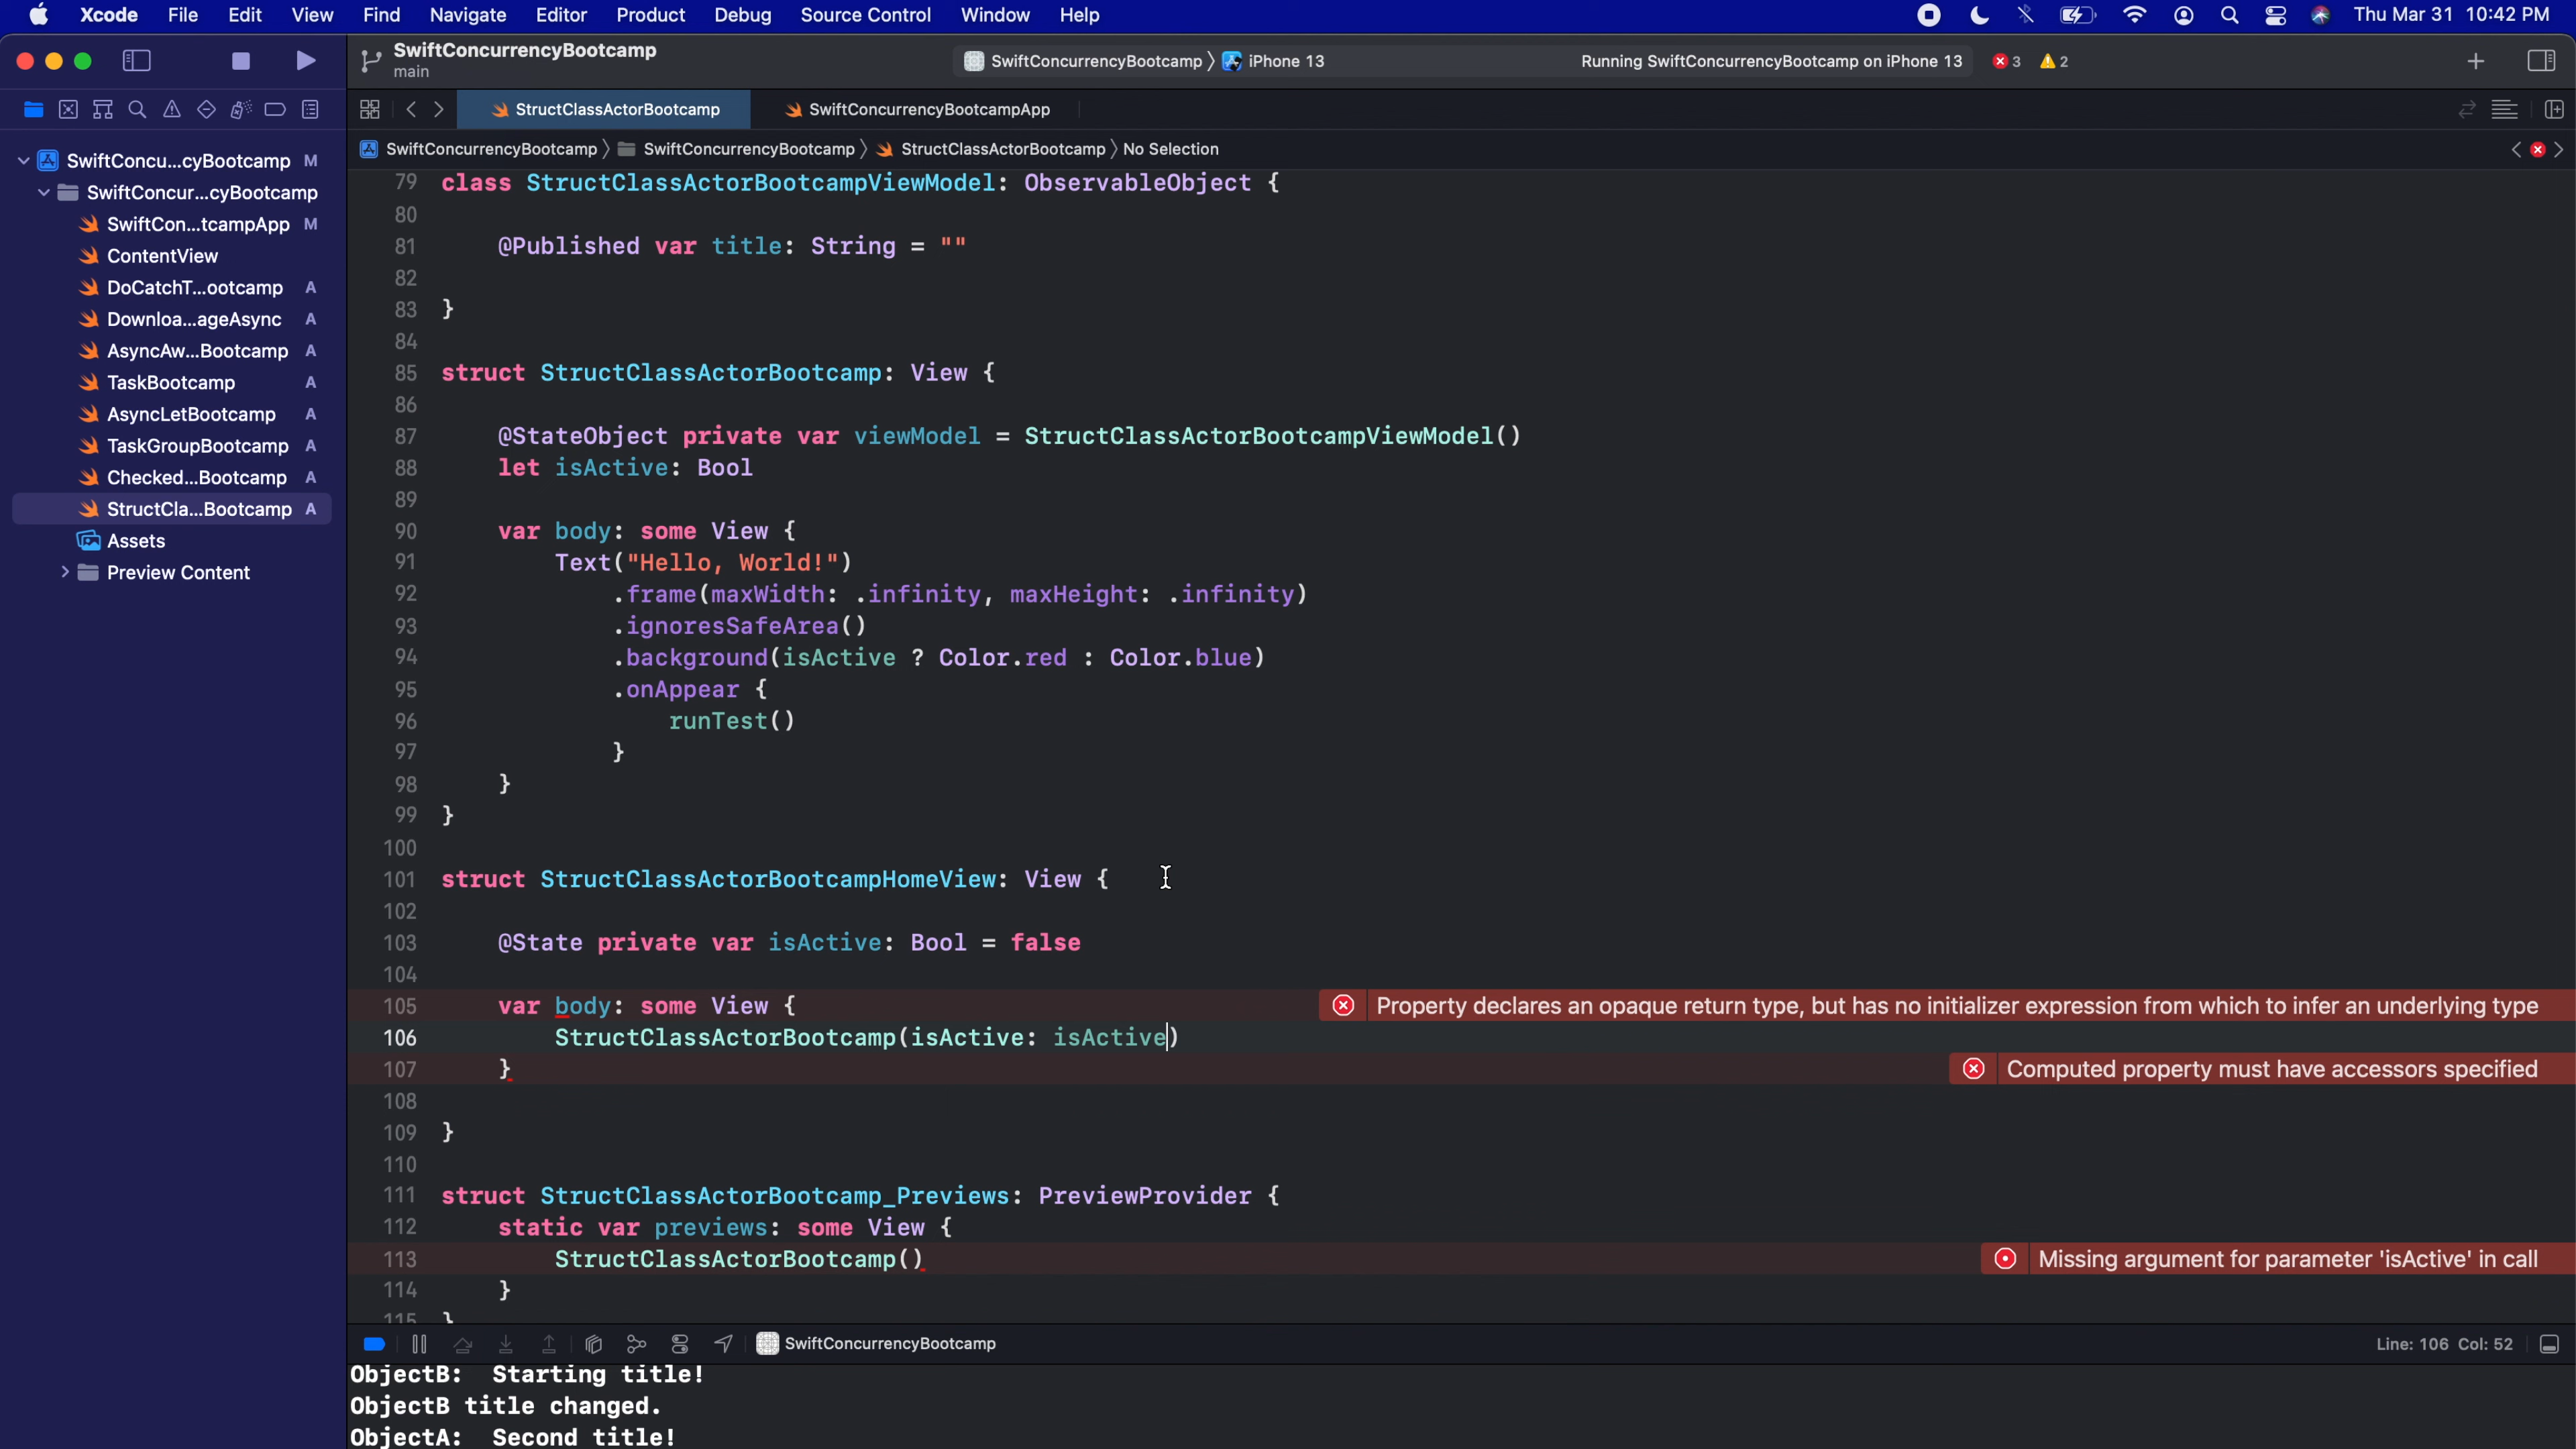 Xcode File Edit View Find Navigate Editor Product Debug Source Control Window Help Thu Mar 31 10:42 PM
SwiftConcurrencyBootcamp
main
SwiftConcurrencyBootcamp iPhone 13 Running SwiftConcurrencyBootcamp on iPhone 13 3 2
StructClassActorBootcamp SwiftConcurrencyBootcampApp
SwiftConcurrencyBootcamp SwiftConcurrencyBootcamp StructClassActorBootcamp No Selection
SwiftConcu...cyBootcamp M
SwiftConcur...cyBootcamp
SwiftCon...tcampApp M
ContentView
DoCatchT...ootcamp A
Downloa...ageAsync A
AsyncAw...Bootcamp A
TaskBootcamp A
AsyncLetBootcamp A
TaskGroupBootcamp A
Checked...Bootcamp A
StructCla...Bootcamp A
Assets
Preview Content
79 class StructClassActorBootcampViewModel: ObservableObject {
80
81 @Published var title: String = ""
82
83 }
84
85 struct StructClassActorBootcamp: View {
86
87 @StateObject private var viewModel = StructClassActorBootcampViewModel()
88 let isActive: Bool
89
90 var body: some View {
91 Text("Hello, World!")
92 .frame(maxWidth: .infinity, maxHeight: .infinity)
93 .ignoresSafeArea()
94 .background(isActive ? Color.red : Color.blue)
95 .onAppear {
96 runTest()
97 }
98 }
99 }
100
101 struct StructClassActorBootcampHomeView: View {
102
103 @State private var isActive: Bool = false
104
105 var body: some View { Property declares an opaque return type, but has no initializer expression from which to infer an underlying type
106 StructClassActorBootcamp(isActive: isActive)
107 } Computed property must have accessors specified
108
109 }
110
111 struct StructClassActorBootcamp_Previews: PreviewProvider {
112 static var previews: some View {
113 StructClassActorBootcamp() Missing argument for parameter 'isActive' in call
114 }
115 }
SwiftConcurrencyBootcamp Line: 106 Col: 52
ObjectB: Starting title!
ObjectB title changed.
ObjectA: Second title!